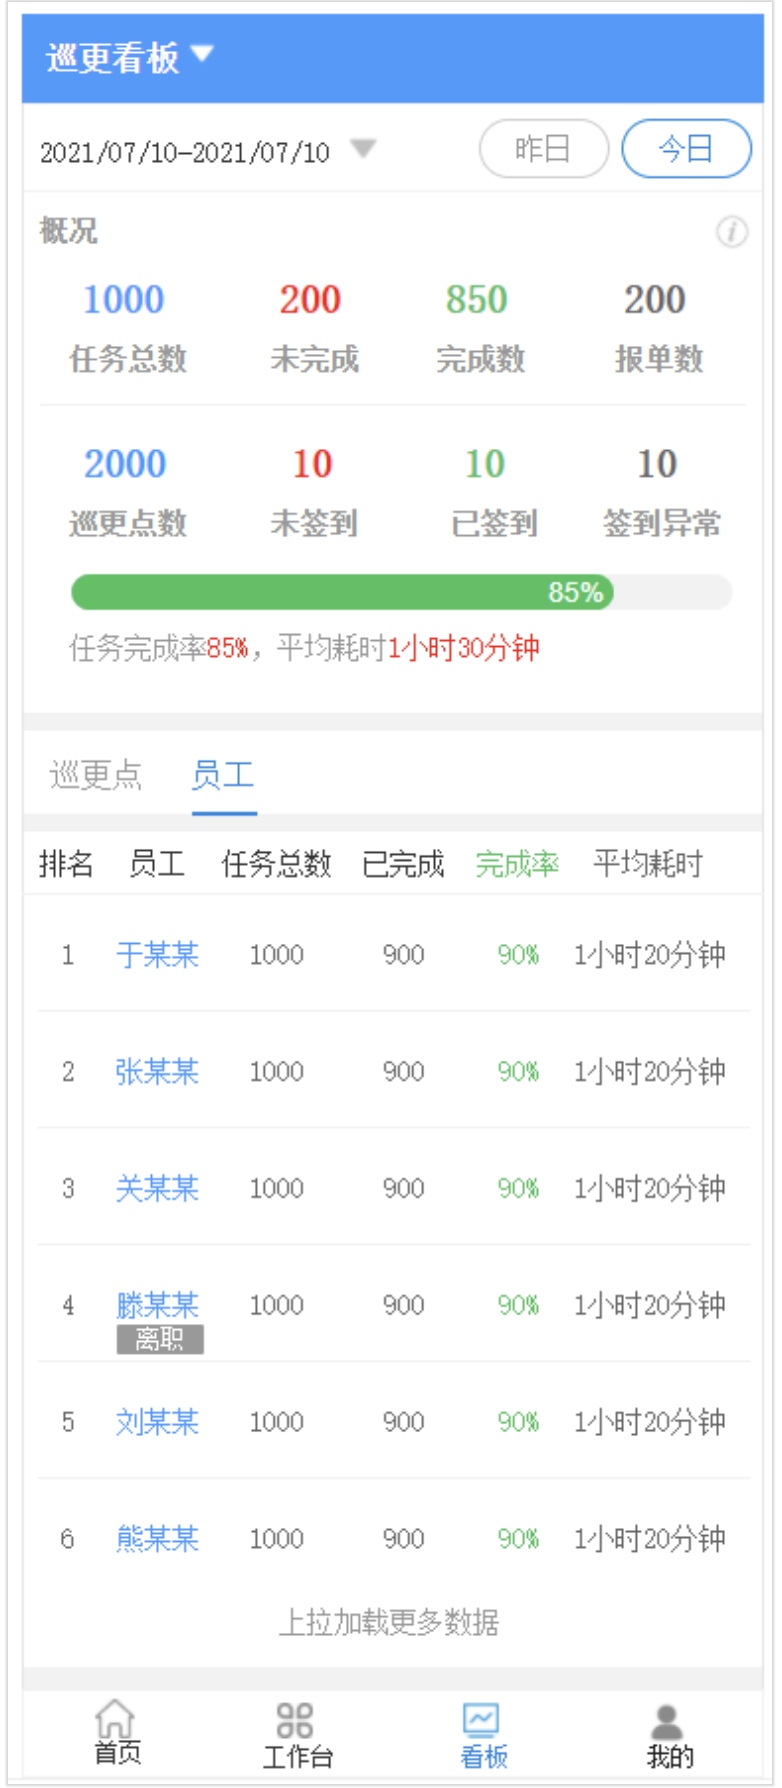 巡更看板
2021/07/10-2021/07/10 昨日 今日
概况
1000 200 850 200
任务总数 未完成 完成数 报单数
2000 10 10 10
巡更点数 未签到 已签到 签到异常
85%
任务完成率85%，平均耗时1小时30分钟
巡更点 员工
排名 员工 任务总数 已完成 完成率 平均耗时
1 于某某 1000 900 90% 1小时20分钟
2 张某某 1000 900 90% 1小时20分钟
3 关某某 1000 900 90% 1小时20分钟
4 滕某某 1000 900 90% 1小时20分钟
离职
5 刘某某 1000 900 90% 1小时20分钟
6 熊某某 1000 900 90% 1小时20分钟
上拉加载更多数据
首页 工作台 看板 我的